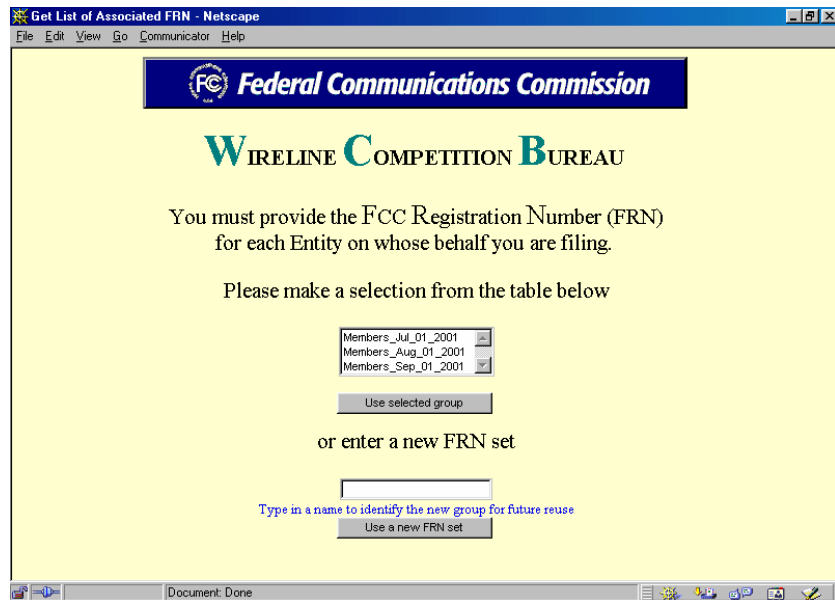 Get List of Associated FRN - Netscape
File Edit View Go Communicator Help
FCC Federal Communications Commission
WIRELINE COMPETITION BUREAU
You must provide the FCC Registration Number (FRN)
for each Entity on whose behalf you are filing.
Please make a selection from the table below
Members_Jul_01_2001
Members_Aug_01_2001
Members_Sep_01_2001
Use selected group
or enter a new FRN set
Type in a name to identify the new group for future reuse
Use a new FRN set
Document: Done